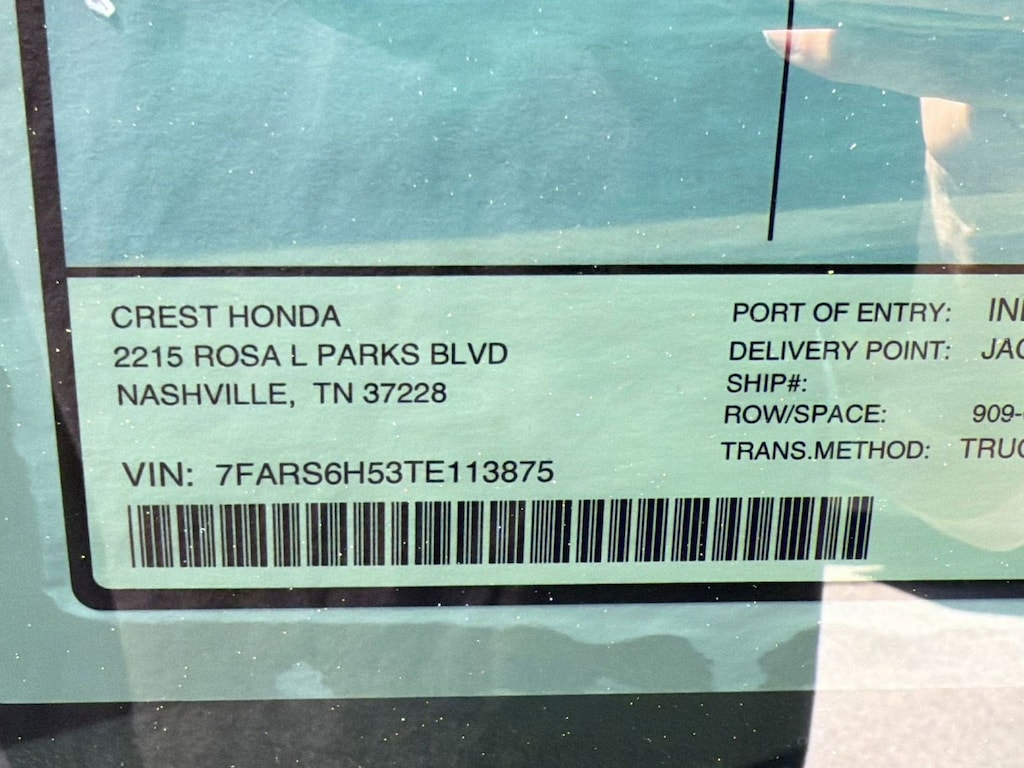 CREST HONDA
2215 ROSA L PARKS BLVD
NASHVILLE, TN 37228
VIN: 7FARS6H53TE113875
PORT OF ENTRY:
DELIVERY POINT:
SHIP#:
ROW/SPACE: 909-
TRANS.METHOD: